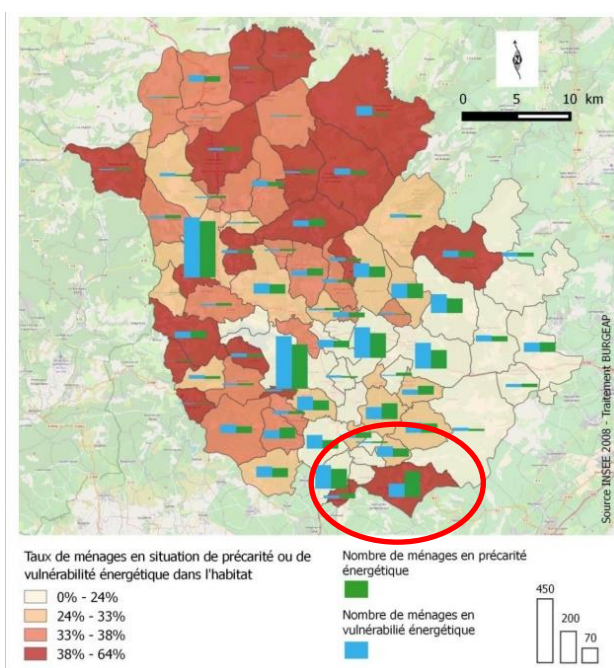 N
0 5 10 km
Source INSEE 2008 - Traitement BURGEAP
Taux de ménages en situation de précarité ou de
vulnérabilité énergétique dans l'habitat
0% - 24%
24% - 33%
33% - 38%
38% - 64%
Nombre de ménages en précarité
énergétique
Nombre de ménages en
vulnérabilié énergétique
450
200
70